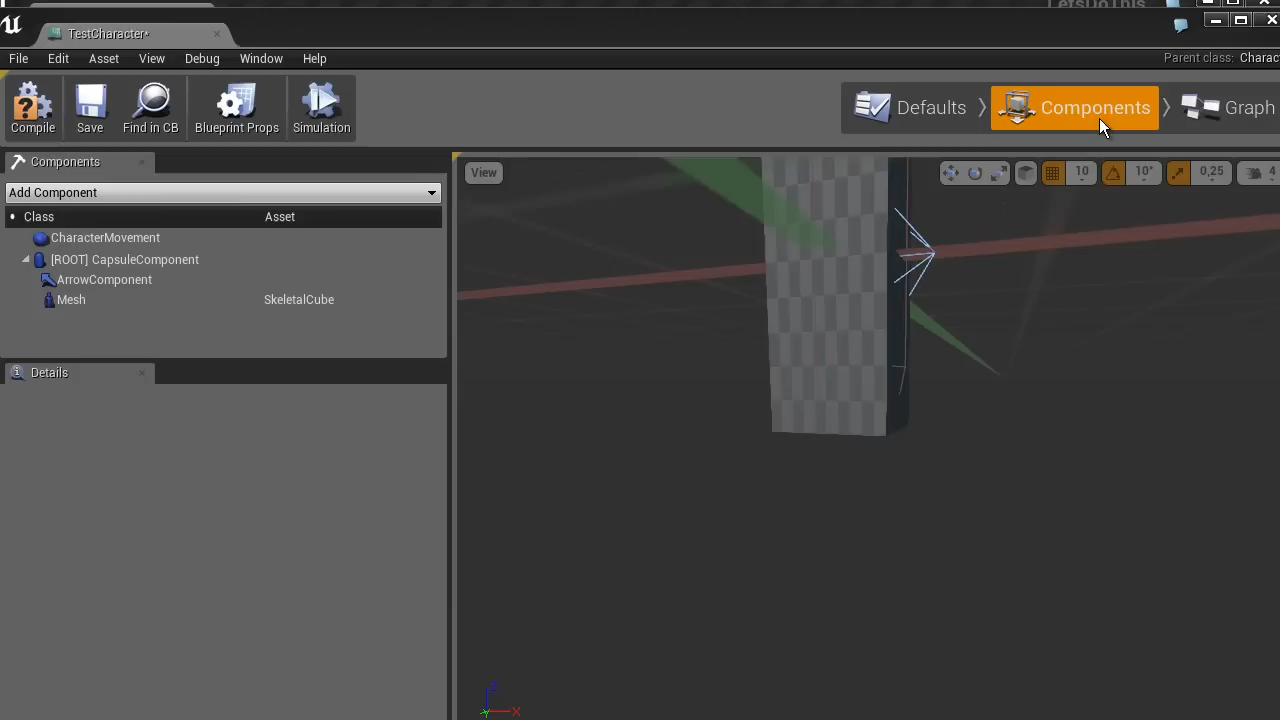 LetsDoThis
TestCharacter*
File Edit Asset View Debug Window Help
Parent class: Charac
Compile Save Find in CB Blueprint Props Simulation
Defaults Components Graph
Components
Add Component
View
10 10° 0,25 4
Class Asset
CharacterMovement
[ROOT] CapsuleComponent
ArrowComponent
Mesh SkeletalCube
Details
Z
X